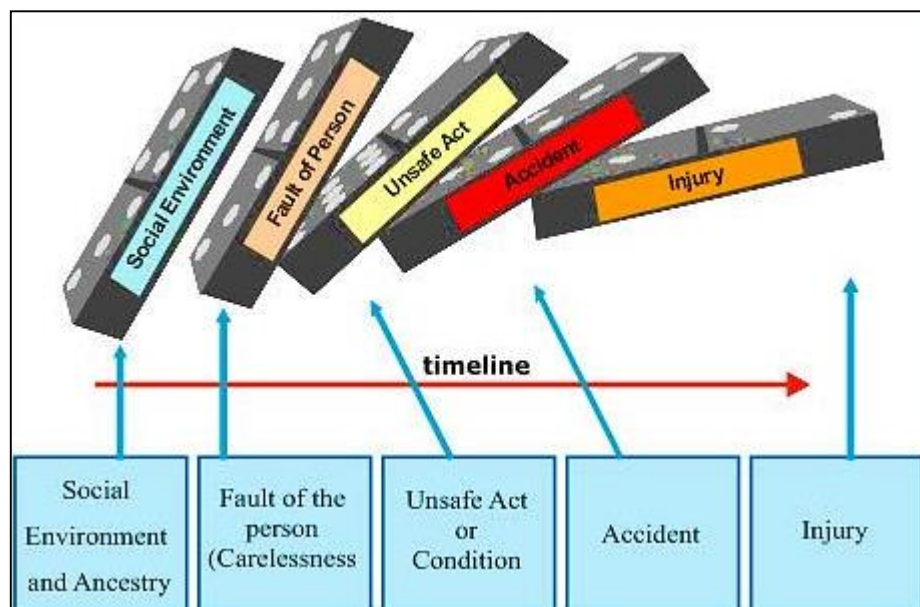 Social Environment
Fault of Person
Unsafe Act
Accident
Injury
timeline
Social
Environment
and Ancestry
Fault of the
person
(Carelessness
Unsafe Act
or
Condition
Accident
Injury